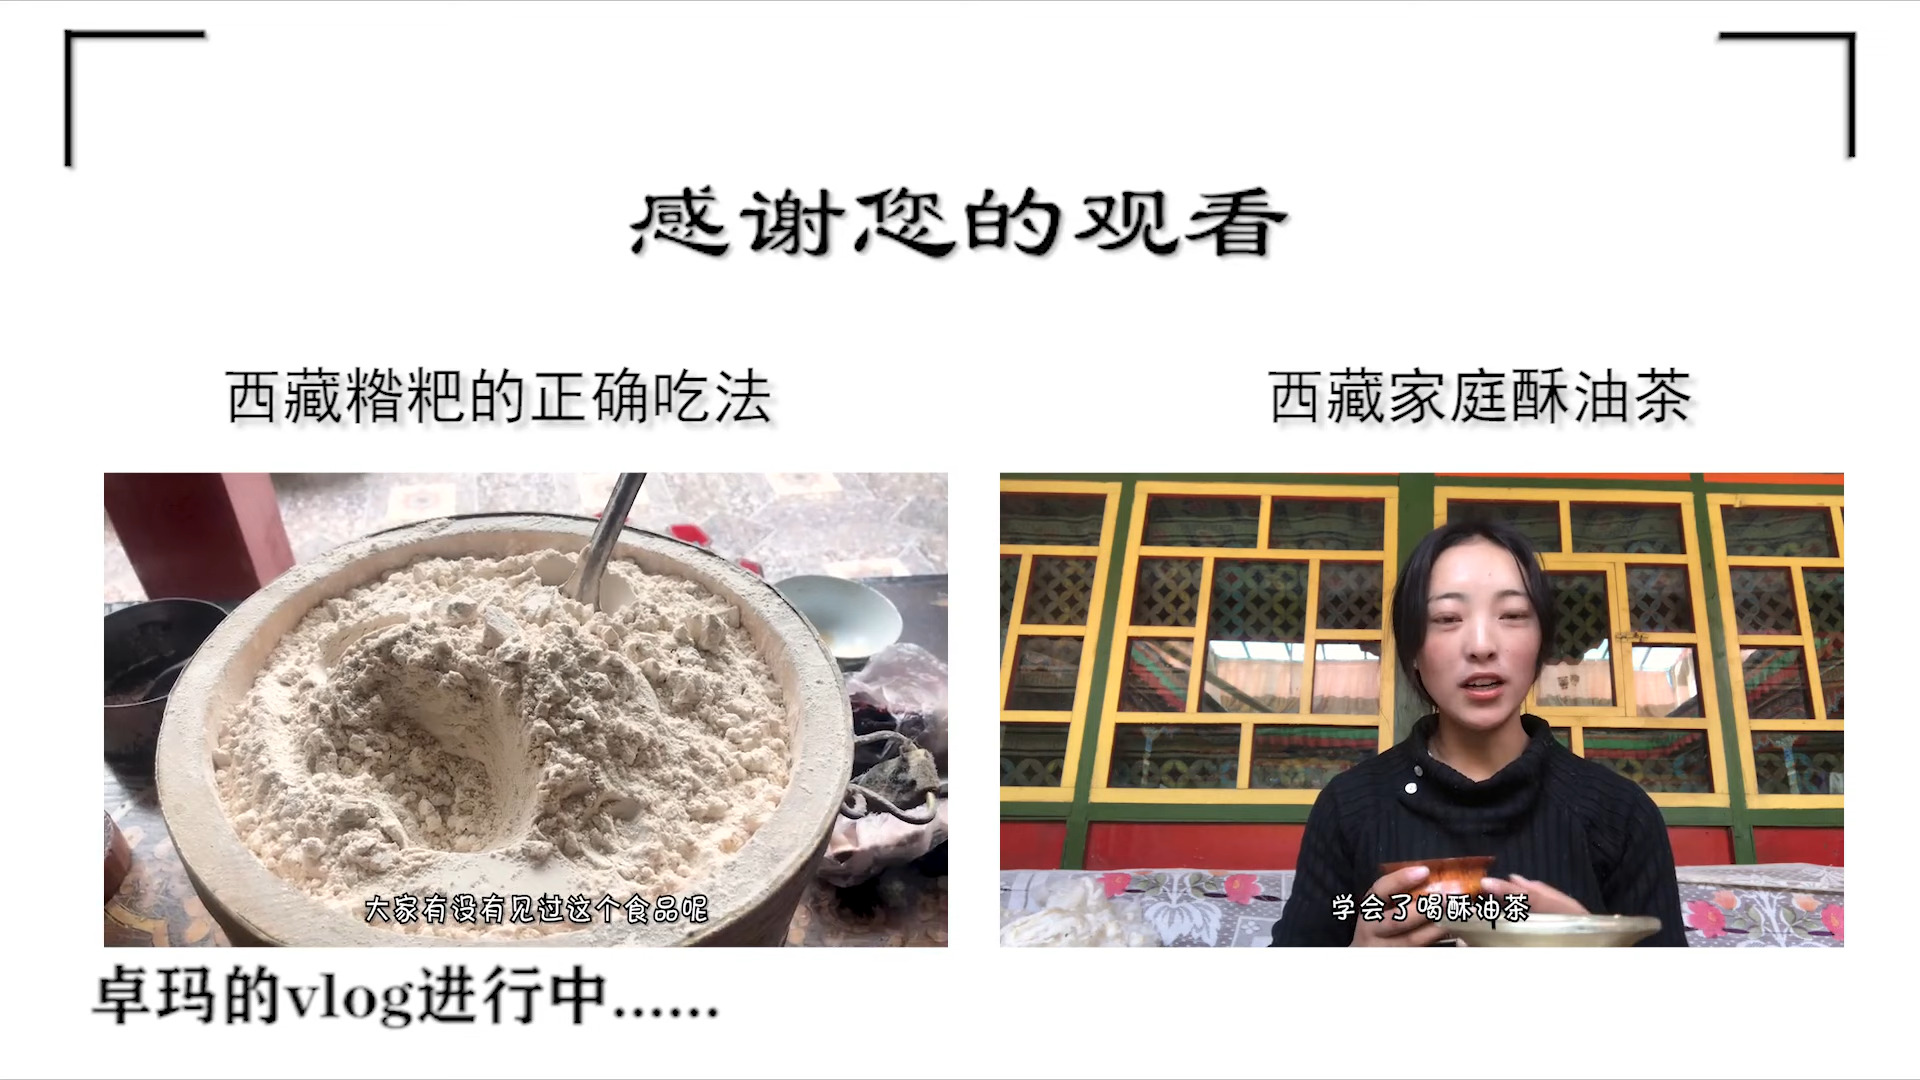 感谢您的观看
西藏糌粑的正确吃法
西藏家庭酥油茶
大家有没有见过这个食品呢
学会了喝酥油茶
卓玛的vlog进行中……